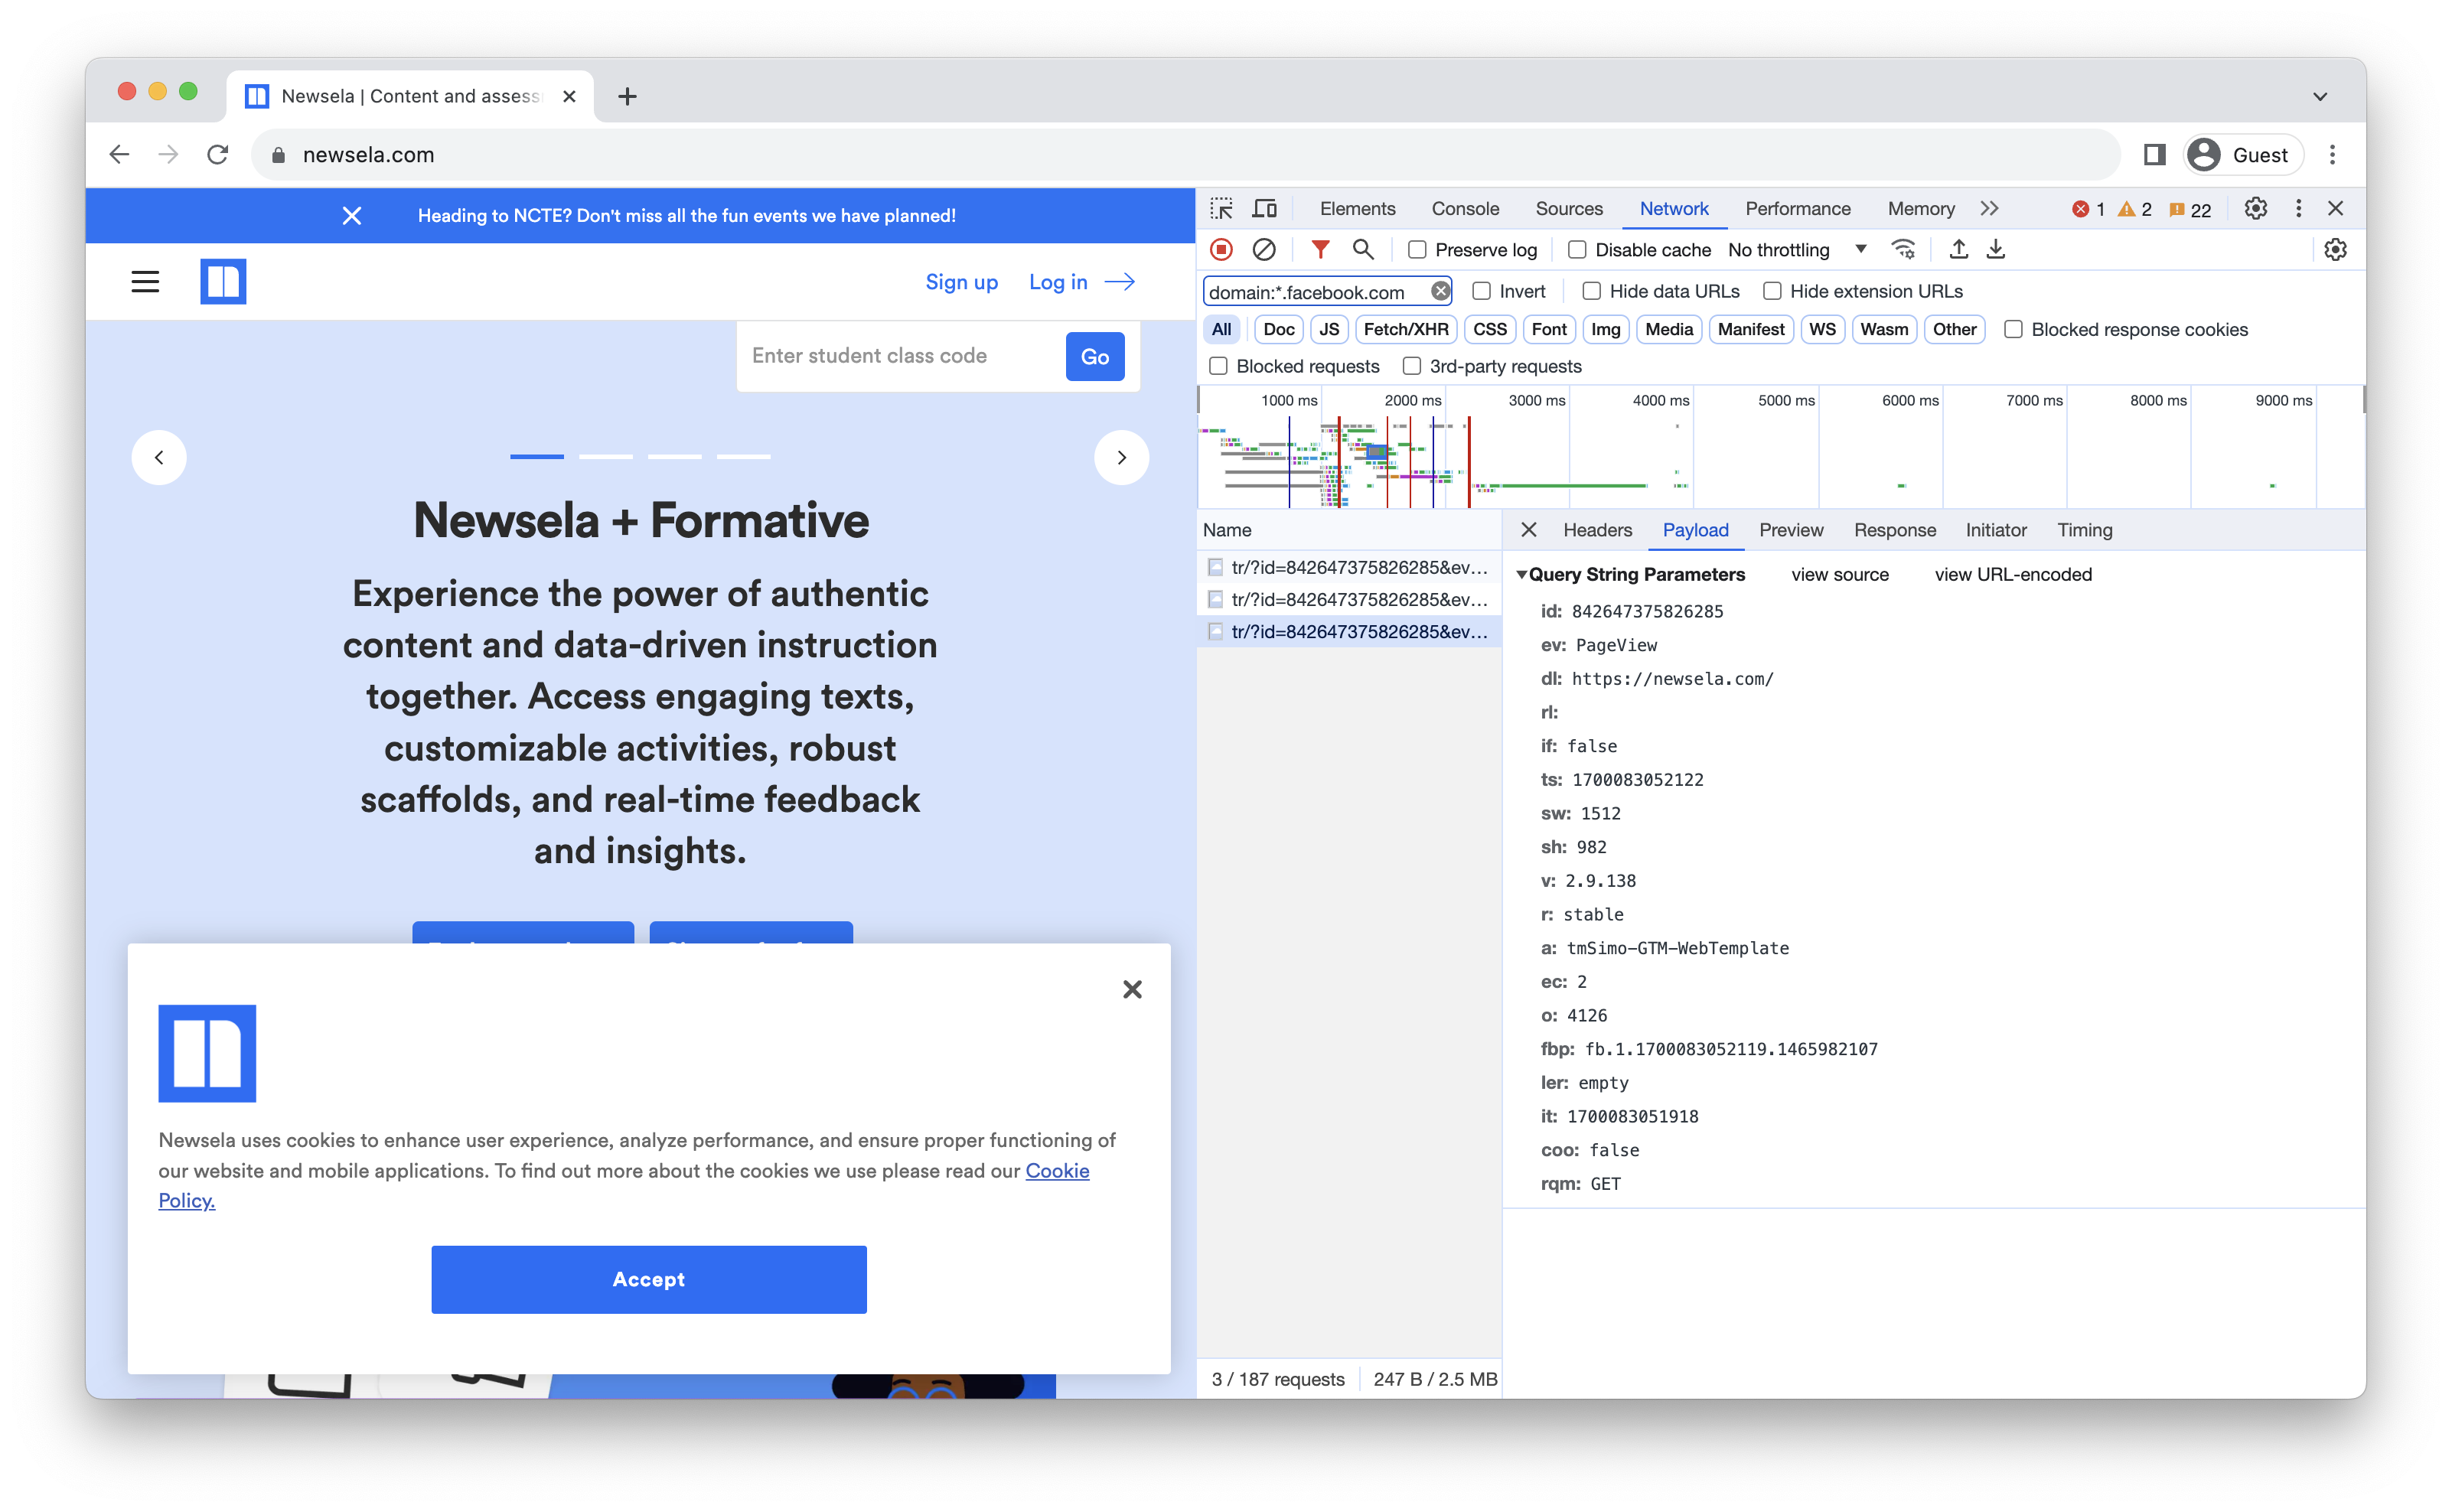 Newsela | Content and assess
newsela.com
Guest
Heading to NCTE? Don't miss all the fun events we have planned!
Sign up
Log in
Enter student class code
Go
Newsela + Formative
Experience the power of authentic
content and data-driven instruction
together. Access engaging texts,
customizable activities, robust
scaffolds, and real-time feedback
and insights.
Newsela uses cookies to enhance user experience, analyze performance, and ensure proper functioning of
our website and mobile applications. To find out more about the cookies we use please read our Cookie
Policy.
Accept
Elements Console Sources Network Performance Memory 1 2 22
Preserve log Disable cache No throttling
domain:*.facebook.com Invert Hide data URLs Hide extension URLs
All Doc JS Fetch/XHR CSS Font Img Media Manifest WS Wasm Other Blocked response cookies
Blocked requests 3rd-party requests
1000 ms 2000 ms 3000 ms 4000 ms 5000 ms 6000 ms 7000 ms 8000 ms 9000 ms
Name
tr/?id=842647375826285&ev...
tr/?id=842647375826285&ev...
tr/?id=842647375826285&ev...
3 / 187 requests 247 B / 2.5 MB
Headers Payload Preview Response Initiator Timing
Query String Parameters view source view URL-encoded
id: 842647375826285
ev: PageView
dl: https://newsela.com/
rl:
if: false
ts: 1700083052122
sw: 1512
sh: 982
v: 2.9.138
r: stable
a: tmSimo-GTM-WebTemplate
ec: 2
o: 4126
fbp: fb.1.1700083052119.1465982107
ler: empty
it: 1700083051918
coo: false
rqm: GET